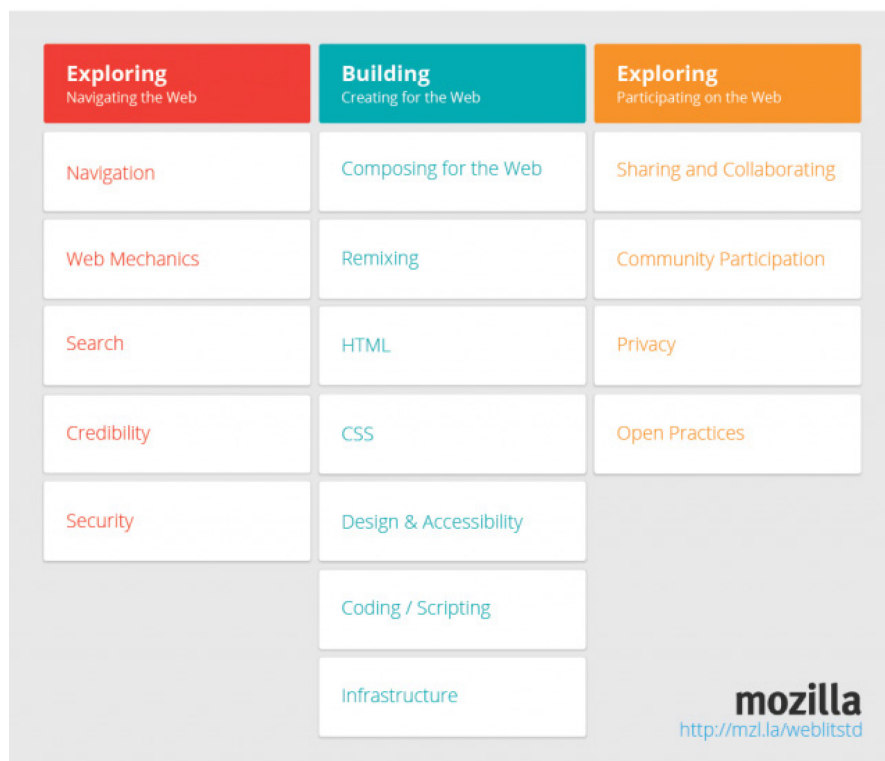 Exploring
Navigating the Web
Navigation
Web Mechanics
Search
Credibility
Security
Building
Creating for the Web
Composing for the Web
Remixing
HTML
CSS
Design & Accessibility
Coding / Scripting
Infrastructure
Exploring
Participating on the Web
Sharing and Collaborating
Community Participation
Privacy
Open Practices
mozilla
http://mzl.la/weblitstd